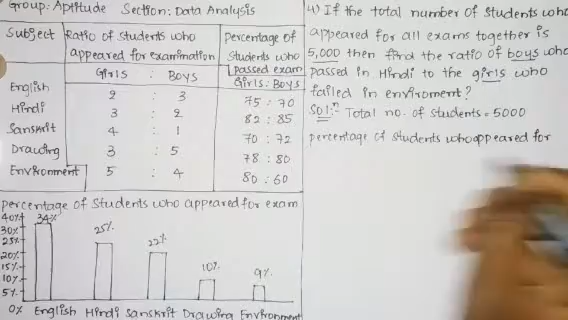 Group: Aptitude Section: Data Analysis
Subject Ratio of Students who appeared for examination percentage of Students who passed exam
Girls : Boys Girls : Boys
English 2 : 3 75 : 70
Hindi 3 : 2 82 : 85
Sanskrit 4 : 1 70 : 72
Drawing 3 : 5 78 : 80
Environment 5 : 4 80 : 60
percentage of Students who appeared for exam
40%
30% 34%
25% 25%
20% 22%
15%
10% 10% 9%
5%
0% English Hindi Sanskrit Drawing Environment
4) If the total number of Students who
appeared for all exams together is
5,000 then find the ratio of boys who
passed in Hindi to the girls who
failed in enviroment?
Sol:n Total no. of Students = 5000
percentage of Students who appeared for